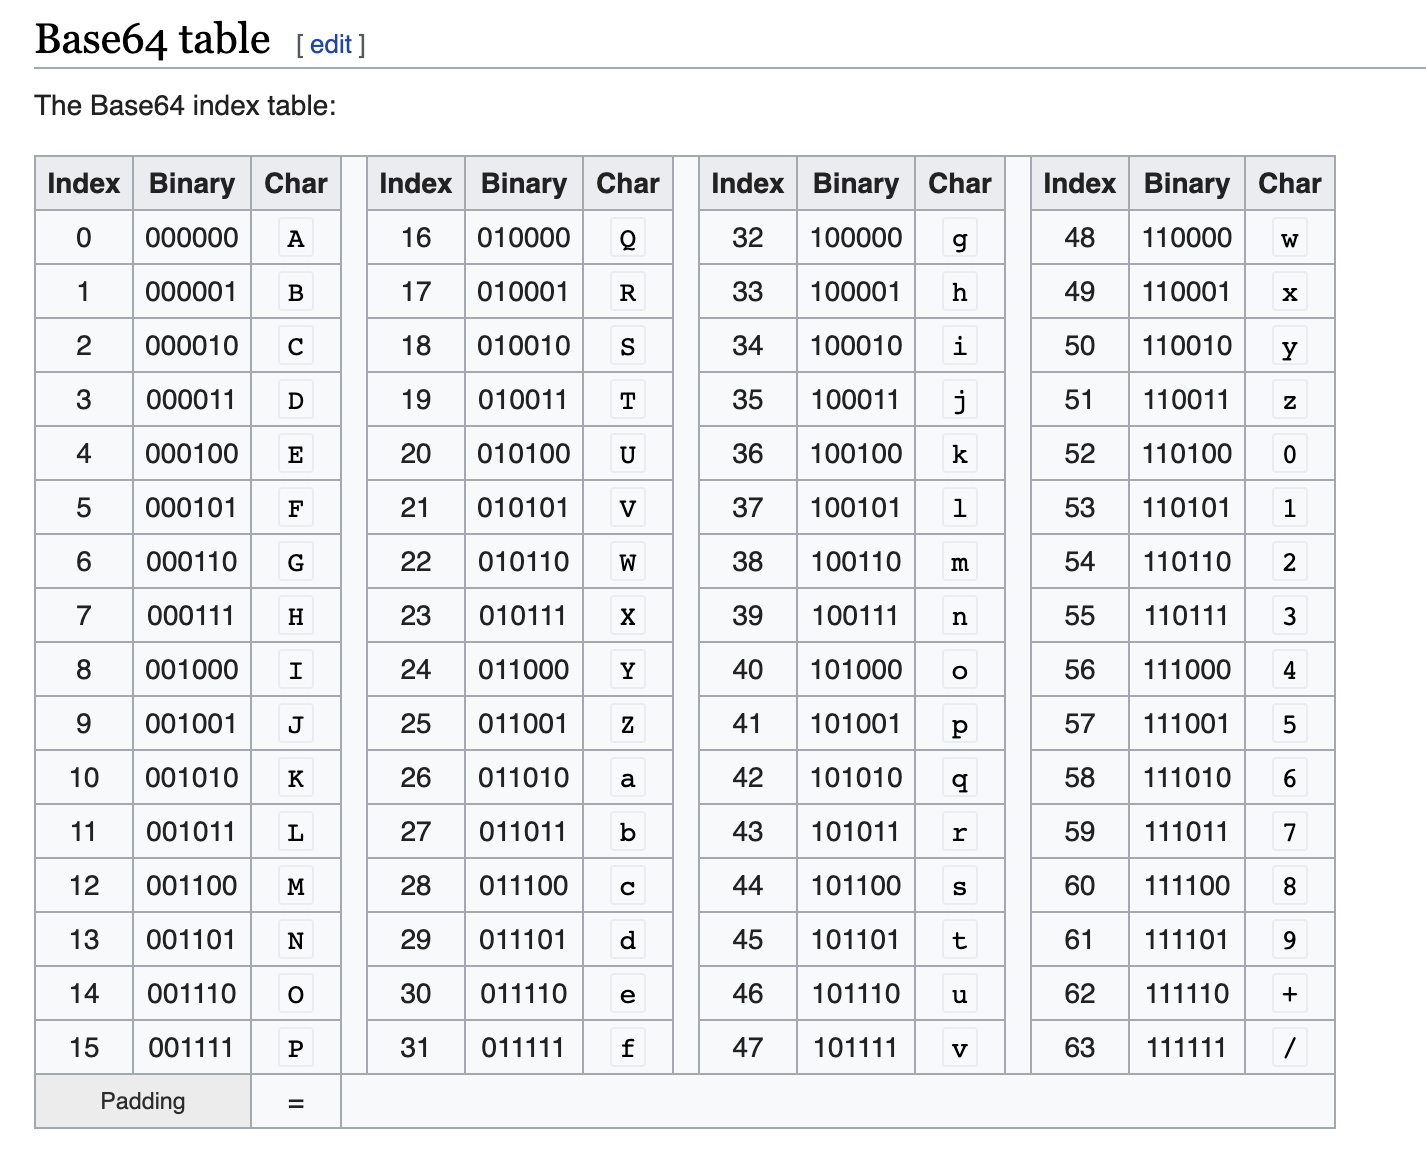 Base64 table [ edit ]
The Base64 index table:
Index Binary Char Index Binary Char Index Binary Char Index Binary Char
0 000000 A 16 010000 Q 32 100000 g 48 110000 w
1 000001 B 17 010001 R 33 100001 h 49 110001 x
2 000010 C 18 010010 S 34 100010 i 50 110010 y
3 000011 D 19 010011 T 35 100011 j 51 110011 z
4 000100 E 20 010100 U 36 100100 k 52 110100 0
5 000101 F 21 010101 V 37 100101 l 53 110101 1
6 000110 G 22 010110 W 38 100110 m 54 110110 2
7 000111 H 23 010111 X 39 100111 n 55 110111 3
8 001000 I 24 011000 Y 40 101000 o 56 111000 4
9 001001 J 25 011001 Z 41 101001 p 57 111001 5
10 001010 K 26 011010 a 42 101010 q 58 111010 6
11 001011 L 27 011011 b 43 101011 r 59 111011 7
12 001100 M 28 011100 c 44 101100 s 60 111100 8
13 001101 N 29 011101 d 45 101101 t 61 111101 9
14 001110 O 30 011110 e 46 101110 u 62 111110 +
15 001111 P 31 011111 f 47 101111 v 63 111111 /
Padding =